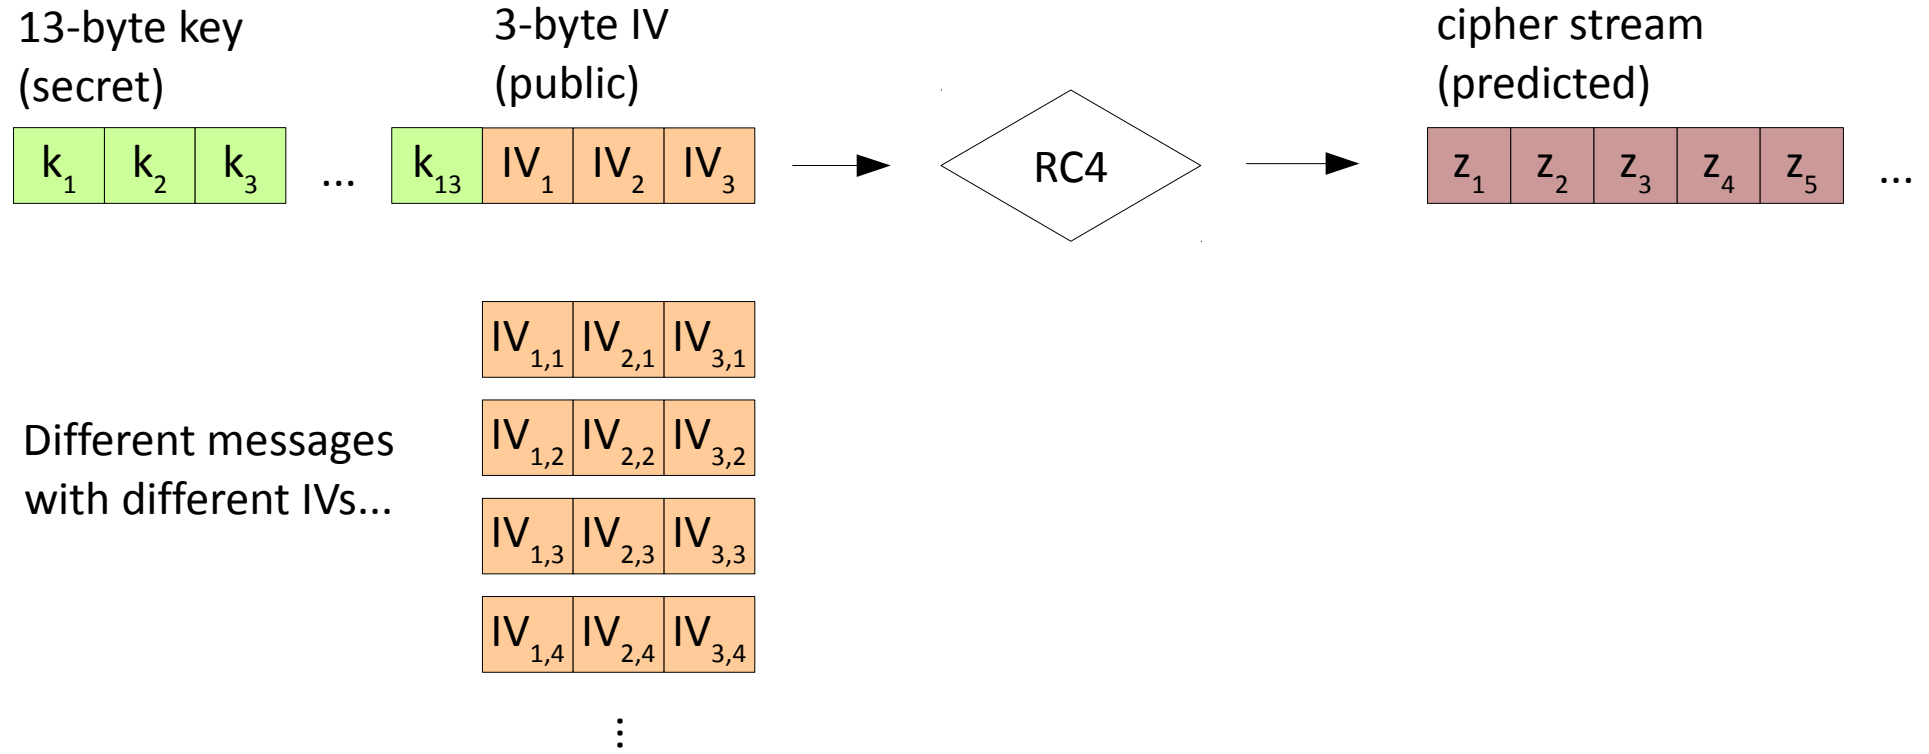 13-byte key
(secret)
3-byte IV
(public)
cipher stream
(predicted)
k1 k2 k3 ... k13 IV1 IV2 IV3 RC4 z1 z2 z3 z4 z5 ...
IV1,1 IV2,1 IV3,1
IV1,2 IV2,2 IV3,2
Different messages
with different IVs...
IV1,3 IV2,3 IV3,3
IV1,4 IV2,4 IV3,4
⋮